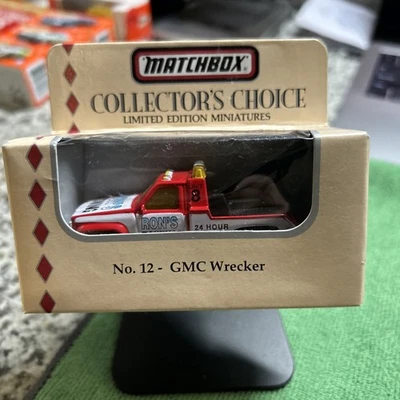 MATCHBOX
COLLECTOR'S CHOICE
LIMITED EDITION MINIATURES
RON'S
24 HOUR
No. 12 - GMC Wrecker